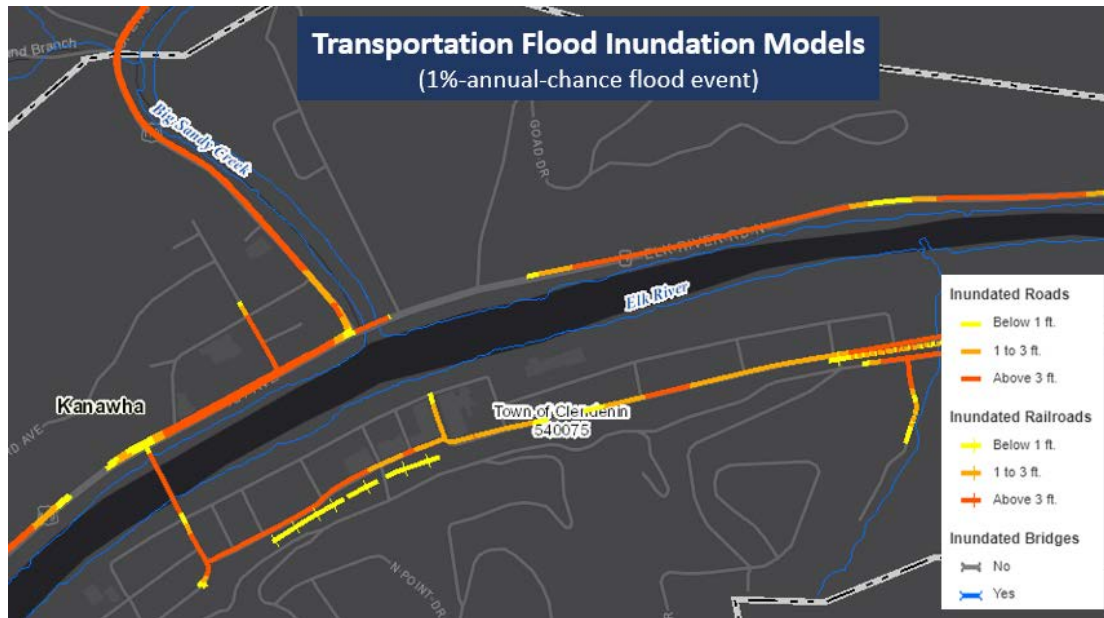 Transportation Flood Inundation Models
(1%-annual-chance flood event)
Branch
Big Sandy Creek
GOAD-DR
ELK-RIVER-RD-N
Elk River
Kanawha
Town of Clendenin
540075
AVE
N-POINT-DR
Inundated Roads
Below 1 ft.
1 to 3 ft.
Above 3 ft.
Inundated Railroads
Below 1 ft.
1 to 3 ft.
Above 3 ft.
Inundated Bridges
No
Yes